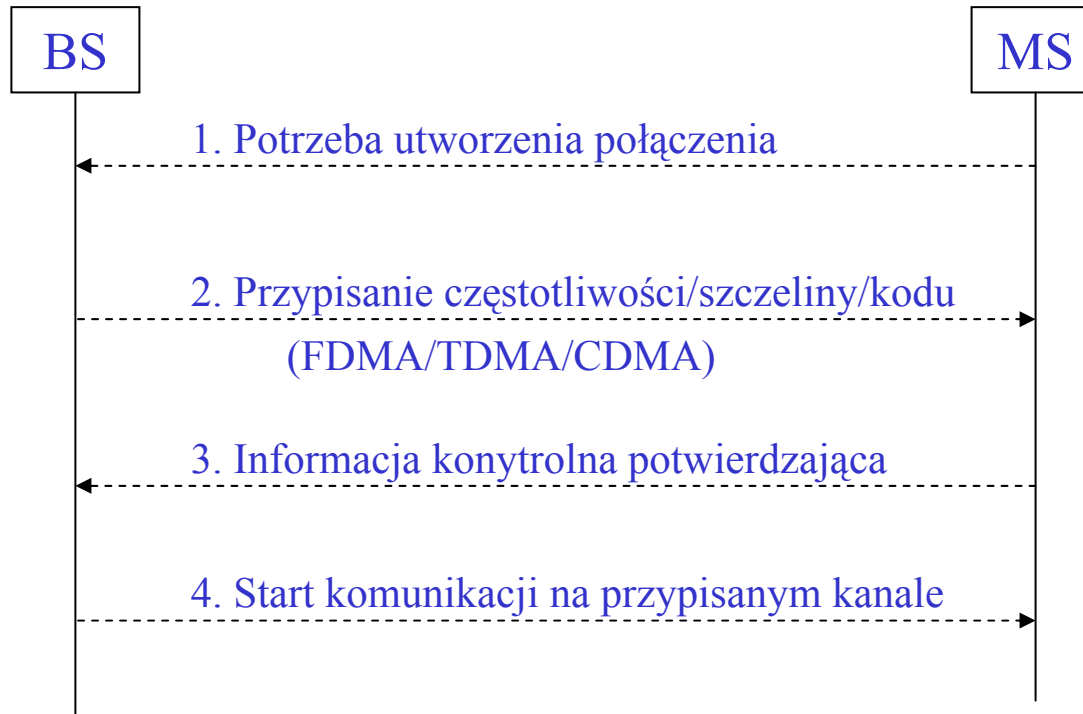 BS
MS
1. Potrzeba utworzenia połączenia
2. Przypisanie częstotliwości/szczeliny/kodu
(FDMA/TDMA/CDMA)
3. Informacja konytrolna potwierdzająca
4. Start komunikacji na przypisanym kanale